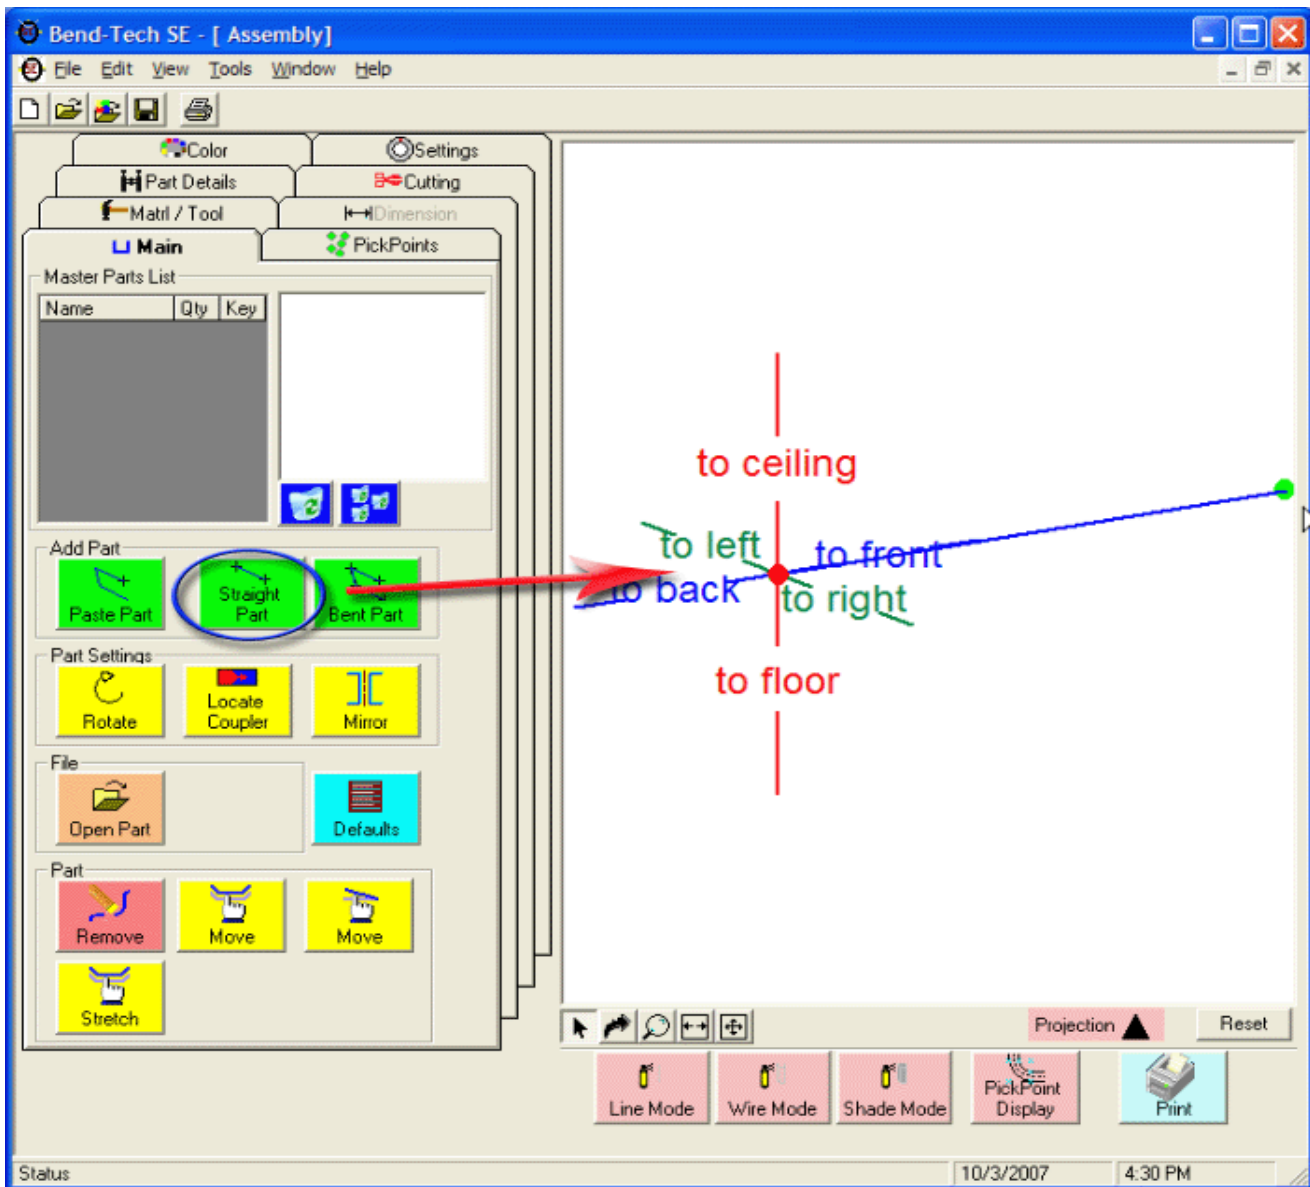 Bend-Tech SE - [ Assembly]
File Edit View Tools Window Help
Color Settings
Part Details Cutting
Matrl / Tool Dimension
Main PickPoints
Master Parts List
Name Qty Key
Add Part
Paste Part
Straight
Part
Bent Part
Part Settings
Rotate
Locate
Coupler
Mirror
File
Open Part
Defaults
Part
Remove
Move
Move
Stretch
to ceiling
to left
to front
to back
to right
to floor
Projection
Reset
Line Mode
Wire Mode
Shade Mode
PickPoint
Display
Print
Status
10/3/2007
4:30 PM